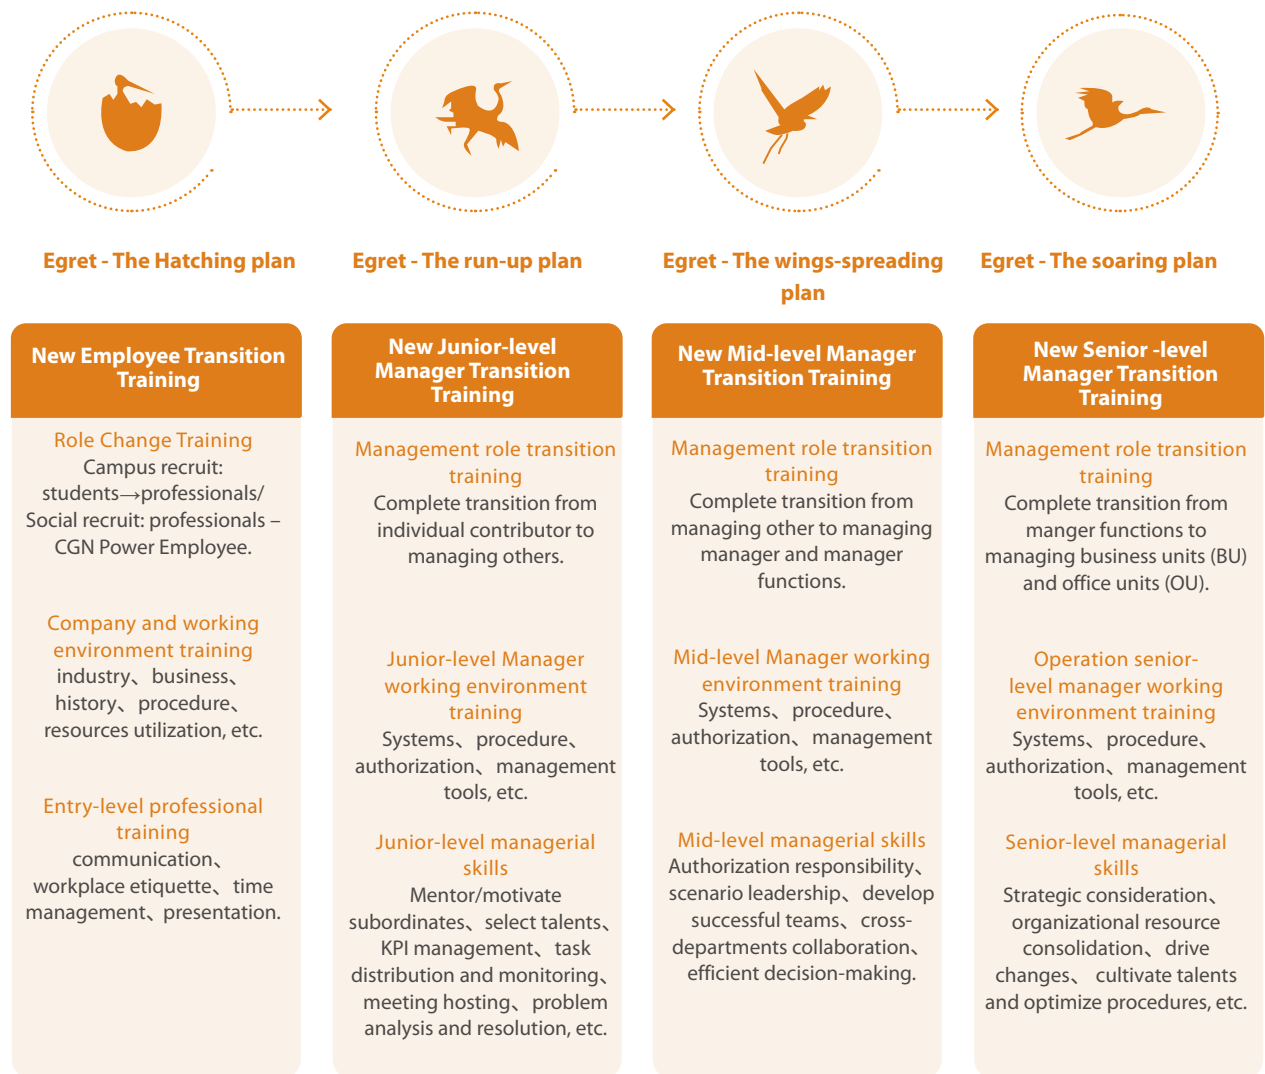 Egret - The Hatching plan
New Employee Transition
Training
Role Change Training
Campus recruit:
students→professionals/
Social recruit: professionals –
CGN Power Employee.
Company and working
environment training
industry、business、
history、procedure、
resources utilization, etc.
Entry-level professional
training
communication、
workplace etiquette、time
management、presentation.
Egret - The run-up plan
New Junior-level
Manager Transition
Training
Management role transition
training
Complete transition from
individual contributor to
managing others.
Junior-level Manager
working environment
training
Systems、procedure、
authorization、management
tools, etc.
Junior-level managerial
skills
Mentor/motivate
subordinates、select talents、
KPI management、task
distribution and monitoring、
meeting hosting、problem
analysis and resolution, etc.
Egret - The wings-spreading
plan
New Mid-level Manager
Transition Training
Management role transition
training
Complete transition from
managing other to managing
manager and manager
functions.
Mid-level Manager working
environment training
Systems、procedure、
authorization、management
tools, etc.
Mid-level managerial skills
Authorization responsibility、
scenario leadership、develop
successful teams、cross-
departments collaboration、
efficient decision-making.
Egret - The soaring plan
New Senior -level
Manager Transition
Training
Management role transition
training
Complete transition from
manger functions to
managing business units (BU)
and office units (OU).
Operation senior-
level manager working
environment training
Systems、procedure、
authorization、management
tools, etc.
Senior-level managerial
skills
Strategic consideration、
organizational resource
consolidation、drive
changes、cultivate talents
and optimize procedures, etc.